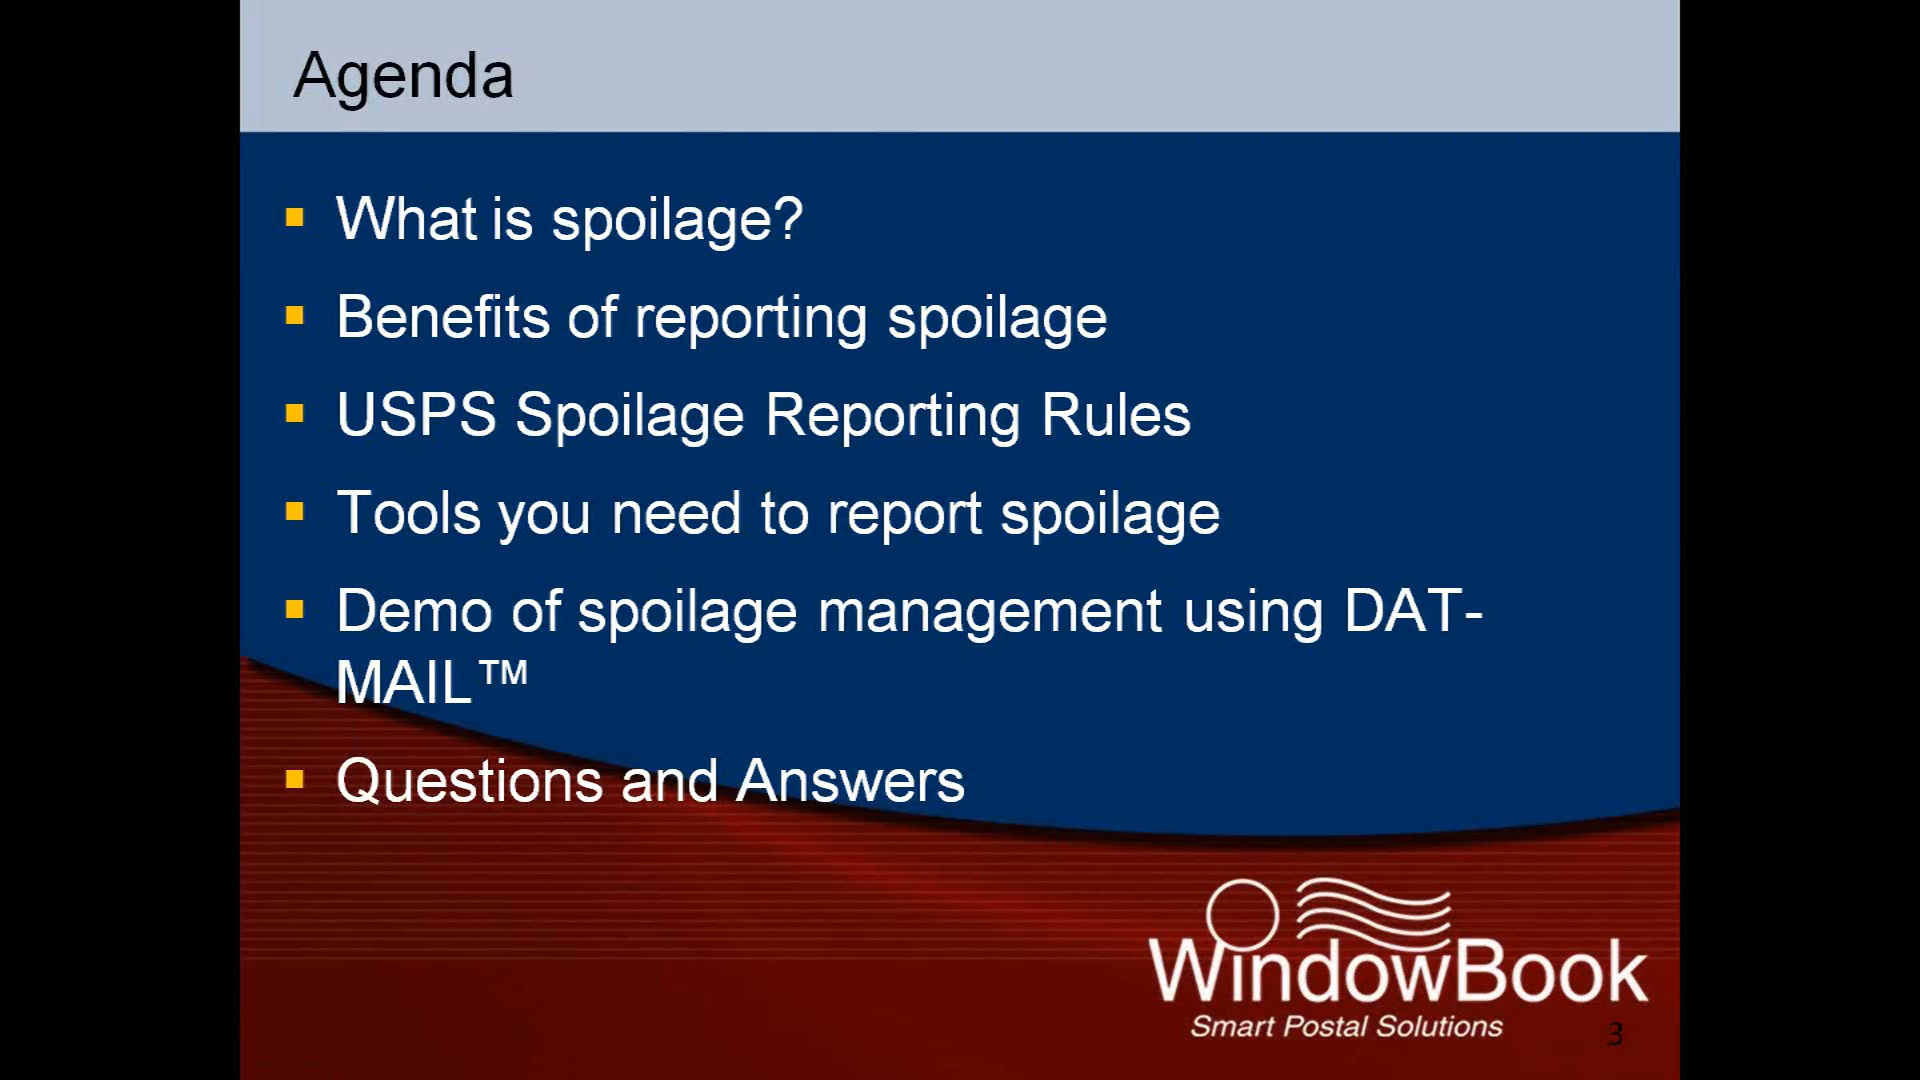 Agenda
▪ What is spoilage?
▪ Benefits of reporting spoilage
▪ USPS Spoilage Reporting Rules
▪ Tools you need to report spoilage
▪ Demo of spoilage management using DAT-
MAIL™
▪ Questions and Answers
WindowBook
Smart Postal Solutions
3